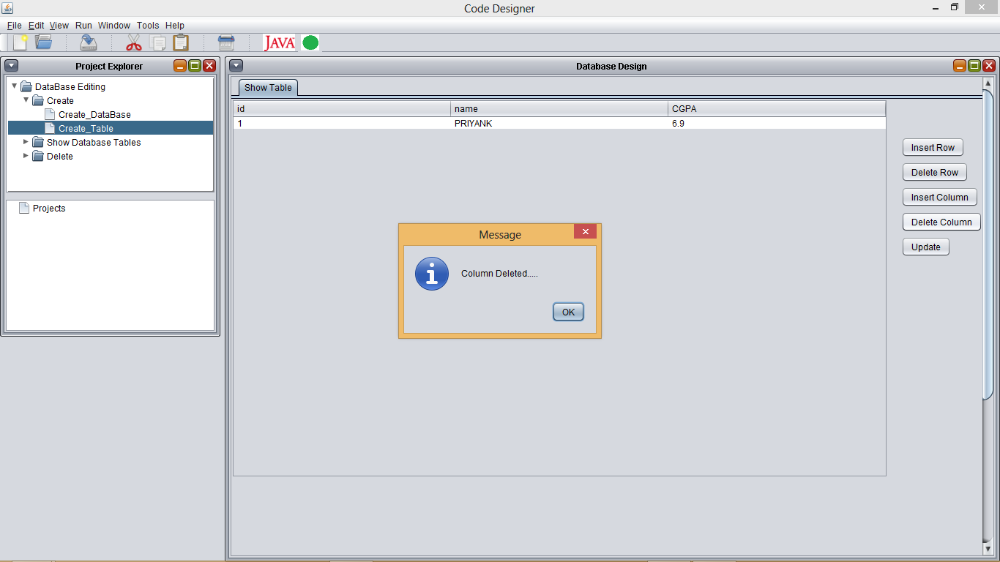 Code Designer
File Edit View Run Window Tools Help
JAVA
Project Explorer
DataBase Editing
Create
Create_DataBase
Create_Table
Show Database Tables
Delete
Projects
Database Design
Show Table
id name CGPA
1 PRIYANK 6.9
Insert Row
Delete Row
Insert Column
Delete Column
Update
Message
Column Deleted.....
OK